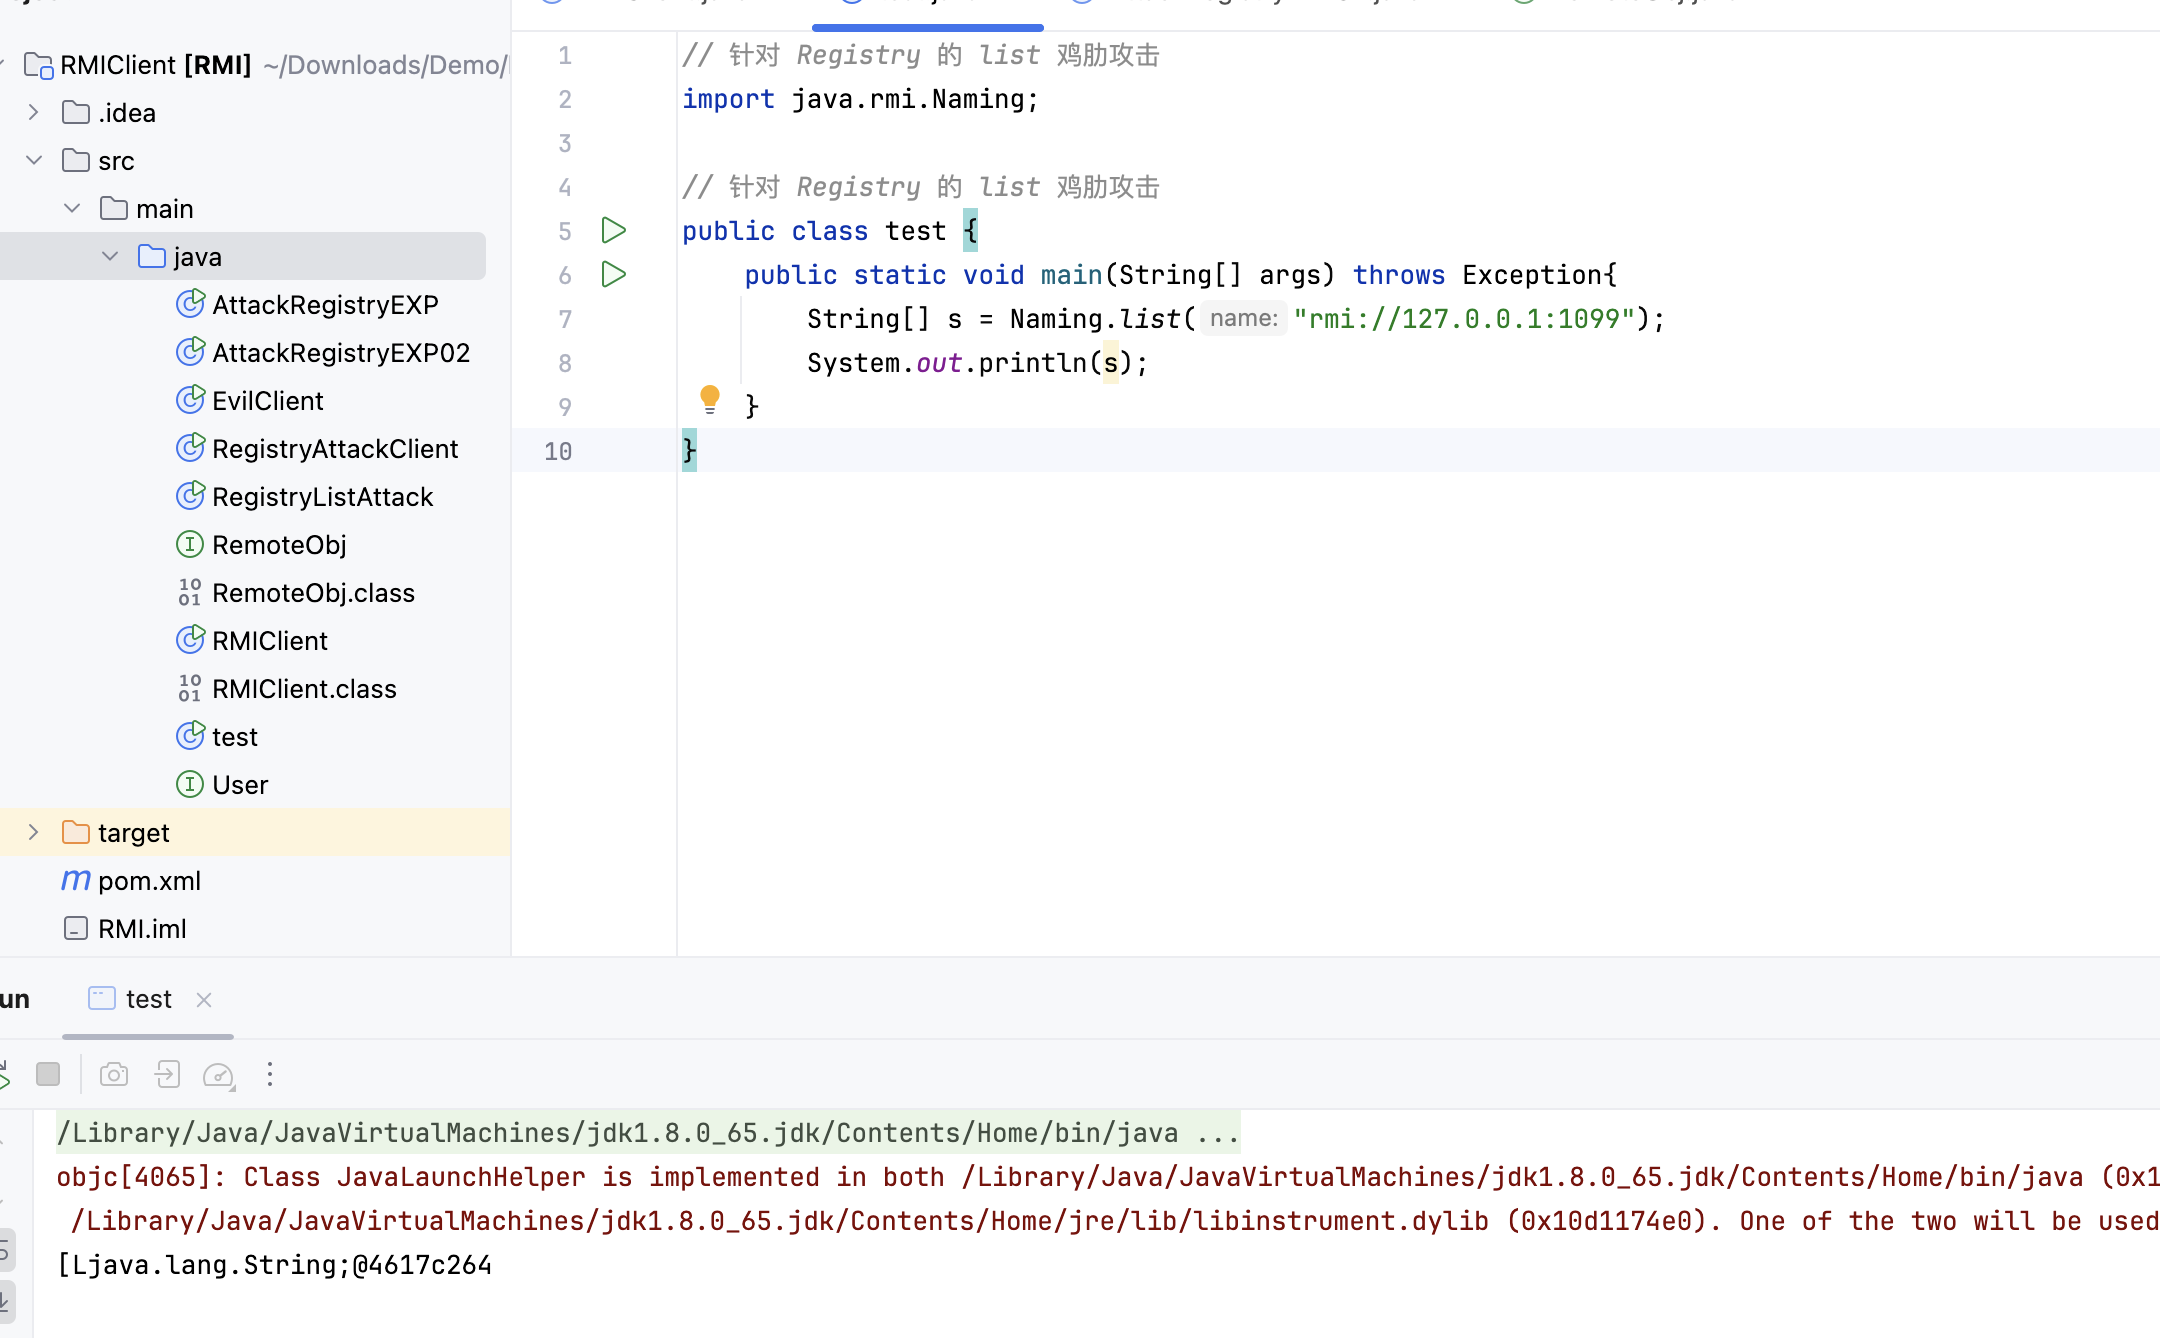 RMIClient [RMI] ~/Downloads/Demo/
.idea
src
main
java
AttackRegistryEXP
AttackRegistryEXP02
EvilClient
RegistryAttackClient
RegistryListAttack
RemoteObj
RemoteObj.class
RMIClient
RMIClient.class
test
User
target
pom.xml
RMI.iml
1 // 针对 Registry 的 list 鸡肋攻击
2 import java.rmi.Naming;
3
4 // 针对 Registry 的 list 鸡肋攻击
5 public class test {
6 public static void main(String[] args) throws Exception{
7 String[] s = Naming.list( name: "rmi://127.0.0.1:1099");
8 System.out.println(s);
9 }
10 }
un test
/Library/Java/JavaVirtualMachines/jdk1.8.0_65.jdk/Contents/Home/bin/java ...
objc[4065]: Class JavaLaunchHelper is implemented in both /Library/Java/JavaVirtualMachines/jdk1.8.0_65.jdk/Contents/Home/bin/java (0x1
/Library/Java/JavaVirtualMachines/jdk1.8.0_65.jdk/Contents/Home/jre/lib/libinstrument.dylib (0x10d1174e0). One of the two will be used
[Ljava.lang.String;@4617c264